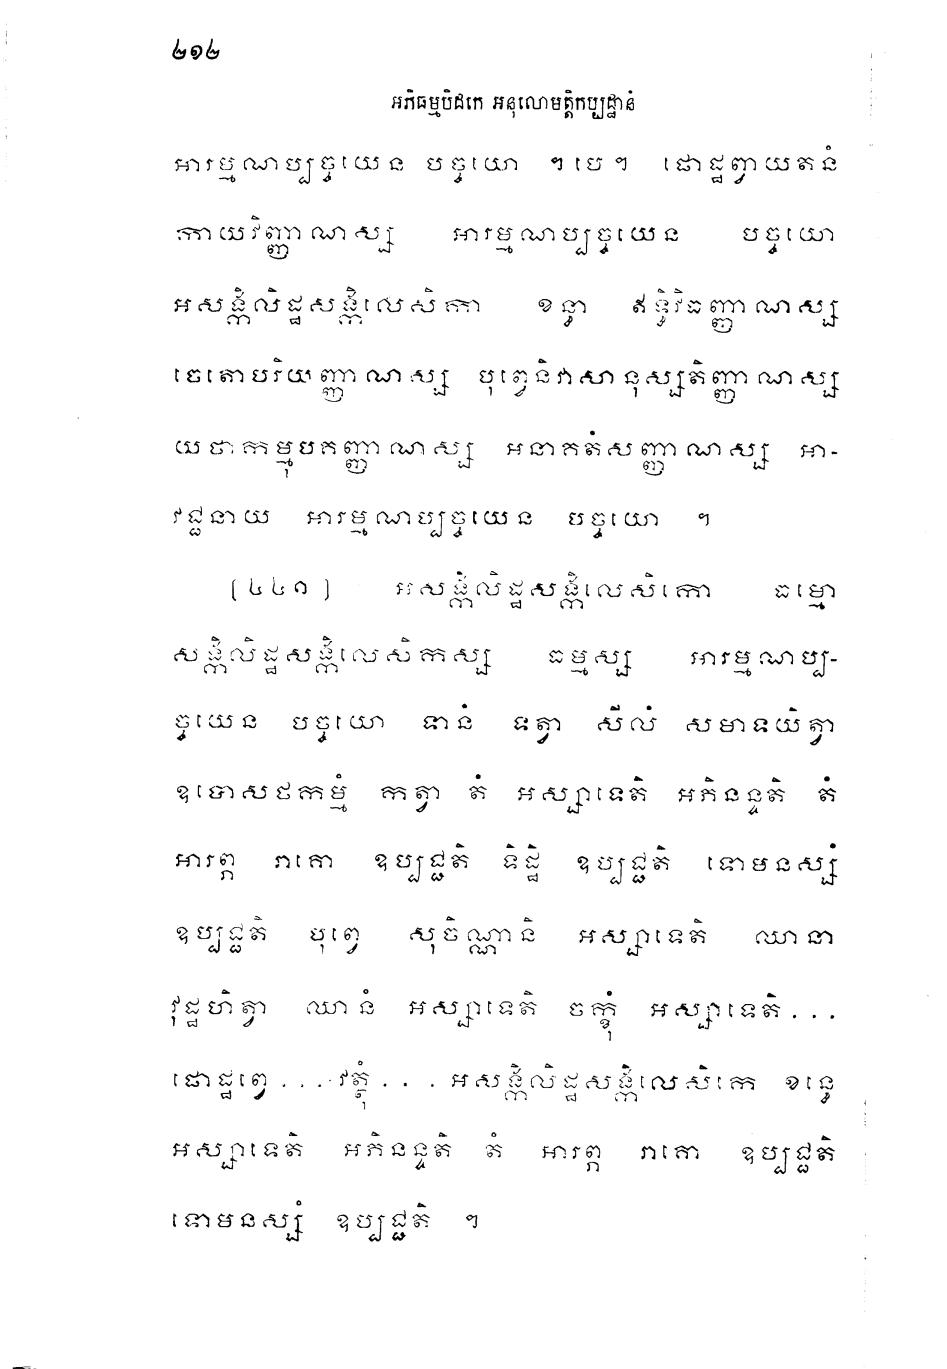 ២១២
អភិធម្មបិដកេ អនុលោមត្តិកប្បដ្ឋានំ
អារម្មណប្បច្ចយេន បច្ចយោ ។បេ។ ផោដ្ឋព្វាយតនំ
កាយវិញ្ញាណស្ស អារម្មណប្បច្ចយេន បច្ចយោ
អសង្កិលិដ្ឋសង្កិលេសិកា ខន្ធា ឥទ្ធិវិធញ្ញាណស្ស
ចេតោបរិយញ្ញាណស្ស បុព្វេនិវាសានុស្សតិញ្ញាណស្ស
យថាកម្មុបគញ្ញាណស្ស អនាគតំសញ្ញាណស្ស អា-
វជ្ជនាយ អារម្មណប្បច្ចយេន បច្ចយោ ។
[៤៤៣] អសង្កិលិដ្ឋសង្កិលេសិកោ ធម្មោ
សង្កិលិដ្ឋសង្កិលេសិកស្ស ធម្មស្ស អារម្មណប្ប-
ច្ចយេន បច្ចយោ ទានំ ទត្វា សីលំ សមាទយិត្វា
ឧបោសថកម្មំ កត្វា តំ អស្សាទេតិ អភិនន្ទតិ តំ
អារព្ភ រាគោ ឧប្បជ្ជតិ ទិដ្ឋិ ឧប្បជ្ជតិ ទោមនស្សំ
ឧប្បជ្ជតិ បុព្វេ សុចិណ្ណានិ អស្សាទេតិ ឈានា
វុដ្ឋហិត្វា ឈានំ អស្សាទេតិ ចក្ខុំ អស្សាទេតិ...
ផោដ្ឋព្វេ... វត្ថុំ... អសង្កិលិដ្ឋសង្កិលេសិកេ ខន្ធេ
អស្សាទេតិ អភិនន្ទតិ តំ អារព្ភ រាគោ ឧប្បជ្ជតិ
ទោមនស្សំ ឧប្បជ្ជតិ ។